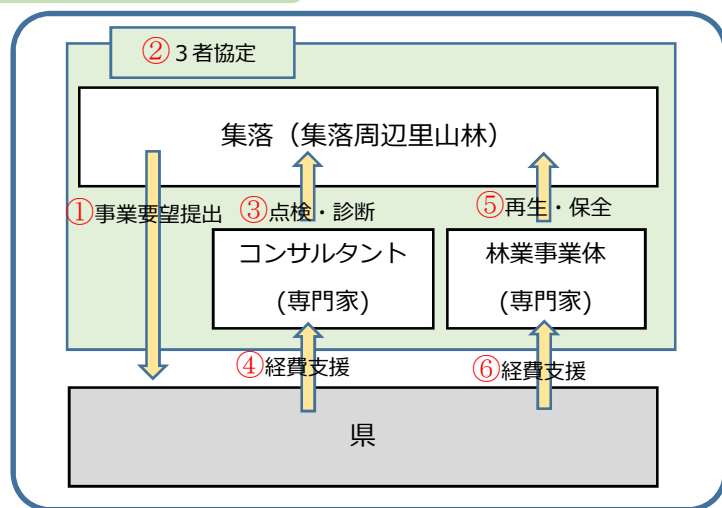 ②３者協定
集落（集落周辺里山林）
①事業要望提出
③点検・診断
⑤再生・保全
コンサルタント
(専門家)
林業事業体
(専門家)
④経費支援
⑥経費支援
県